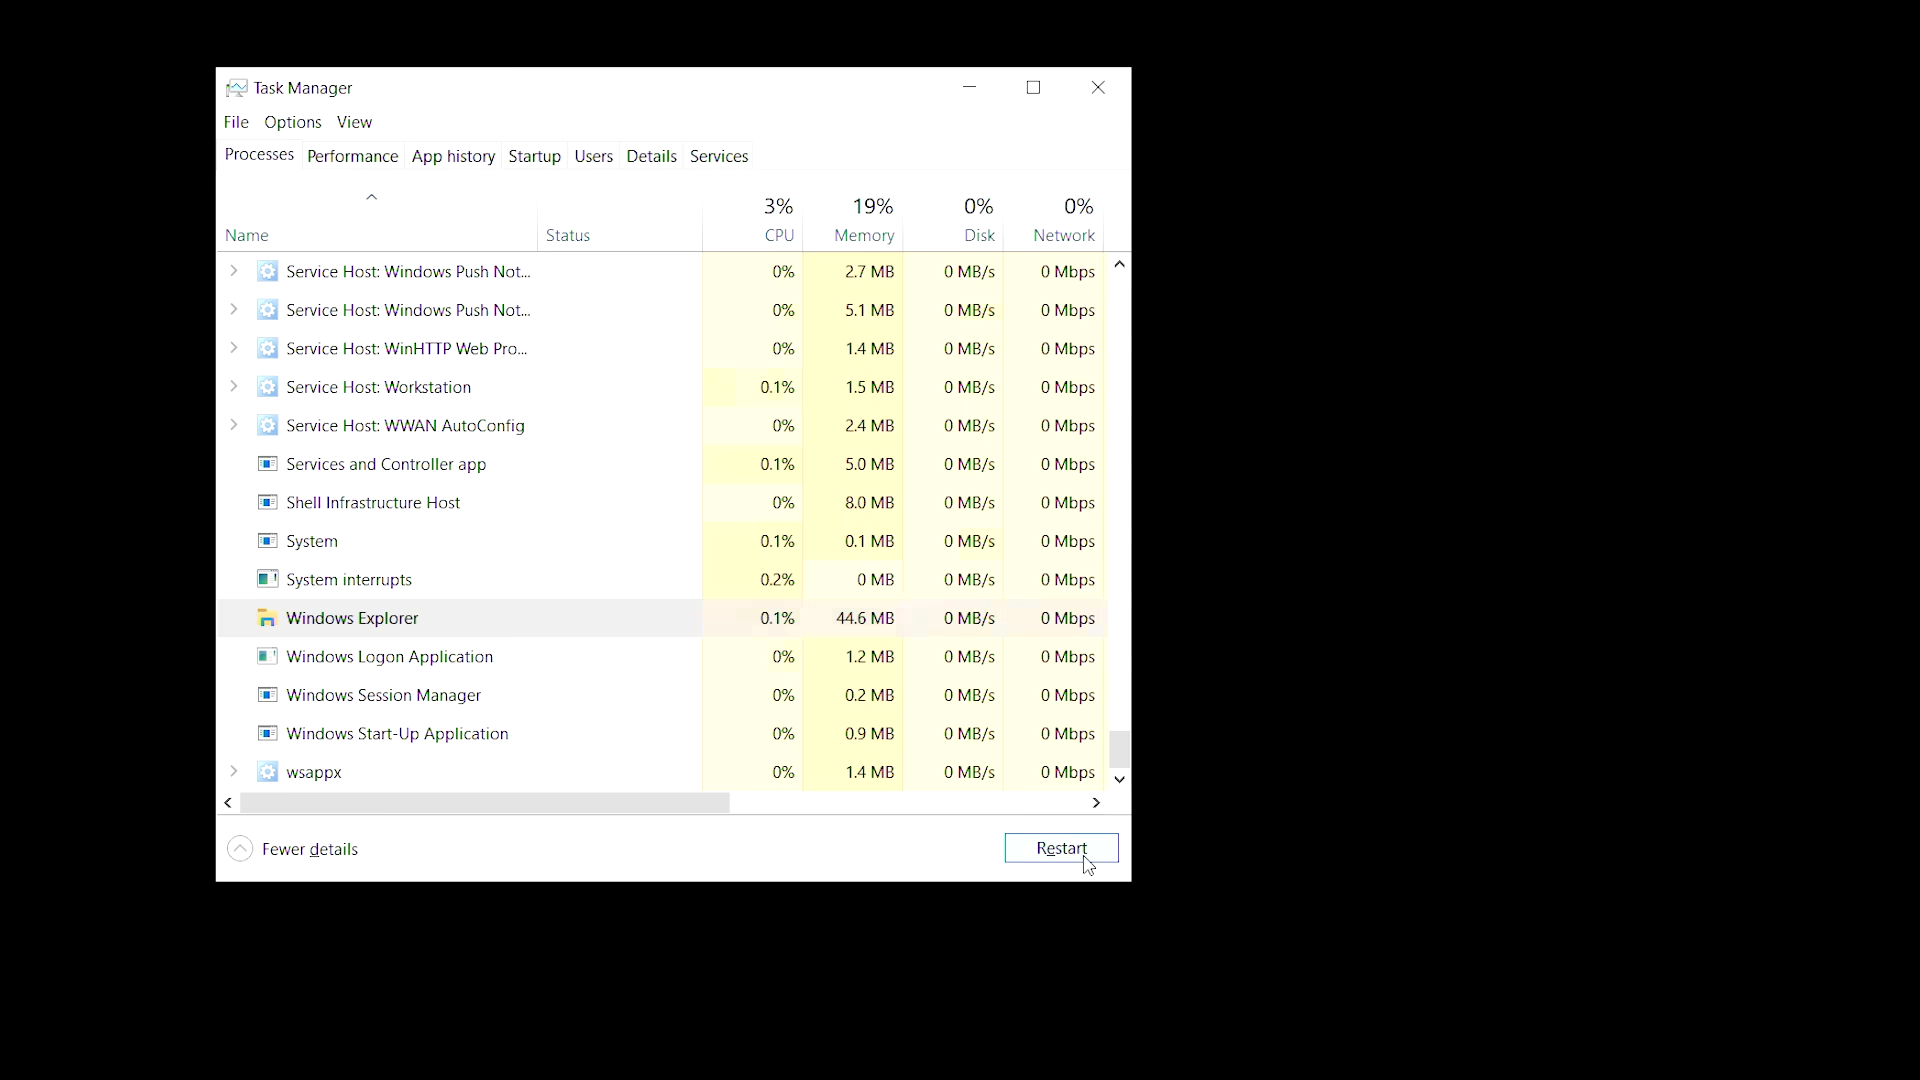 Task Manager
File Options View
Processes Performance App history Startup Users Details Services
3% 19% 0% 0%
Name Status CPU Memory Disk Network
Service Host: Windows Push Not... 0% 2.7 MB 0 MB/s 0 Mbps
Service Host: Windows Push Not... 0% 5.1 MB 0 MB/s 0 Mbps
Service Host: WinHTTP Web Pro... 0% 1.4 MB 0 MB/s 0 Mbps
Service Host: Workstation 0.1% 1.5 MB 0 MB/s 0 Mbps
Service Host: WWAN AutoConfig 0% 2.4 MB 0 MB/s 0 Mbps
Services and Controller app 0.1% 5.0 MB 0 MB/s 0 Mbps
Shell Infrastructure Host 0% 8.0 MB 0 MB/s 0 Mbps
System 0.1% 0.1 MB 0 MB/s 0 Mbps
System interrupts 0.2% 0 MB 0 MB/s 0 Mbps
Windows Explorer 0.1% 44.6 MB 0 MB/s 0 Mbps
Windows Logon Application 0% 1.2 MB 0 MB/s 0 Mbps
Windows Session Manager 0% 0.2 MB 0 MB/s 0 Mbps
Windows Start-Up Application 0% 0.9 MB 0 MB/s 0 Mbps
wsappx 0% 1.4 MB 0 MB/s 0 Mbps
Fewer details Restart